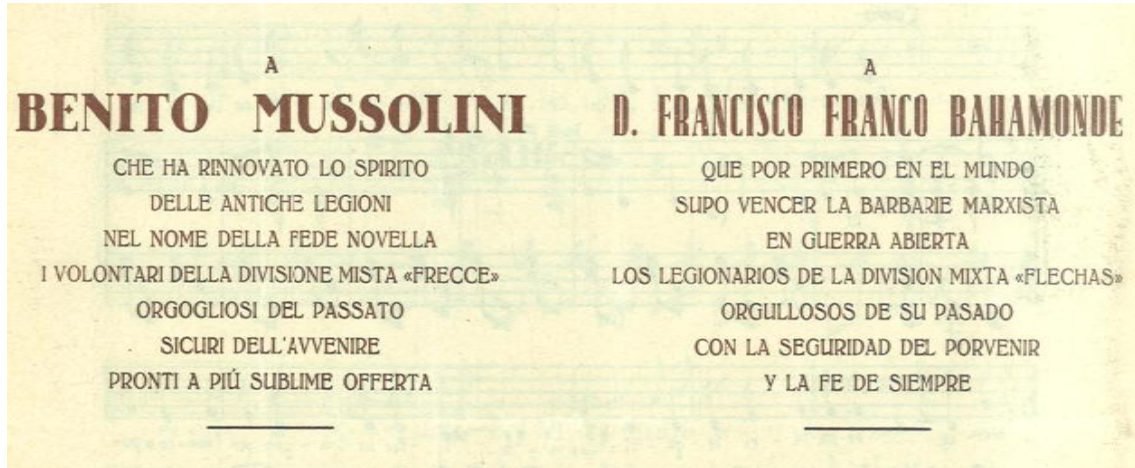 A
BENITO MUSSOLINI
CHE HA RINNOVATO LO SPIRITO
DELLE ANTICHE LEGIONI
NEL NOME DELLA FEDE NOVELLA
I VOLONTARI DELLA DIVISIONE MISTA «FRECCE»
ORGOGLIOSI DEL PASSATO
SICURI DELL'AVVENIRE
PRONTI A PIÚ SUBLIME OFFERTA
A
D. FRANCISCO FRANCO BAHAMONDE
QUE POR PRIMERO EN EL MUNDO
SUPO VENCER LA BARBARIE MARXISTA
EN GUERRA ABIERTA
LOS LEGIONARIOS DE LA DIVISION MIXTA «FLECHAS»
ORGULLOSOS DE SU PASADO
CON LA SEGURIDAD DEL PORVENIR
Y LA FE DE SIEMPRE